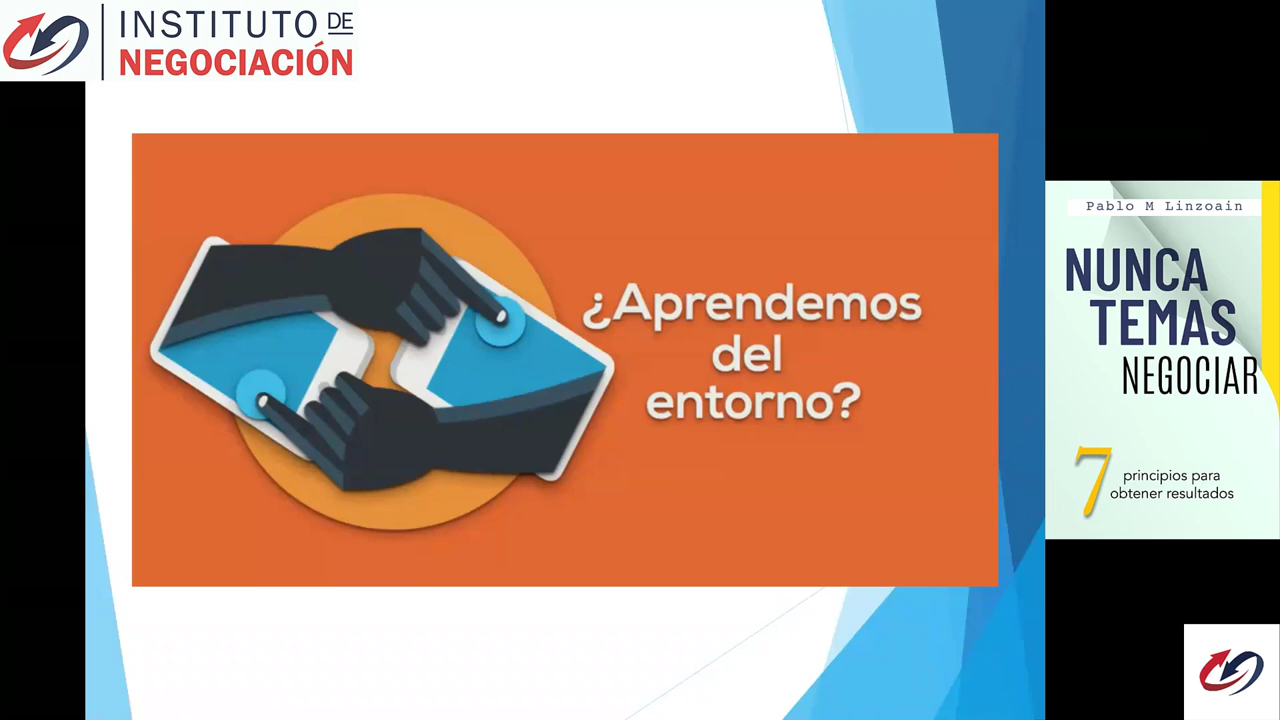 INSTITUTO DE
NEGOCIACIÓN
¿Aprendemos
del
entorno?
Pablo M Linzoain
NUNCA
TEMAS
NEGOCIAR
7 principios para
obtener resultados